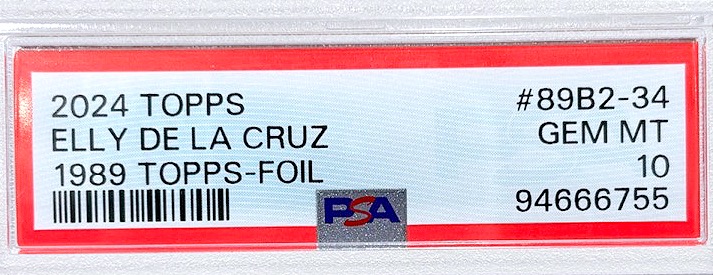 2024 TOPPS #89B2-34
ELLY DE LA CRUZ GEM MT
1989 TOPPS-FOIL 10
94666755
PSA